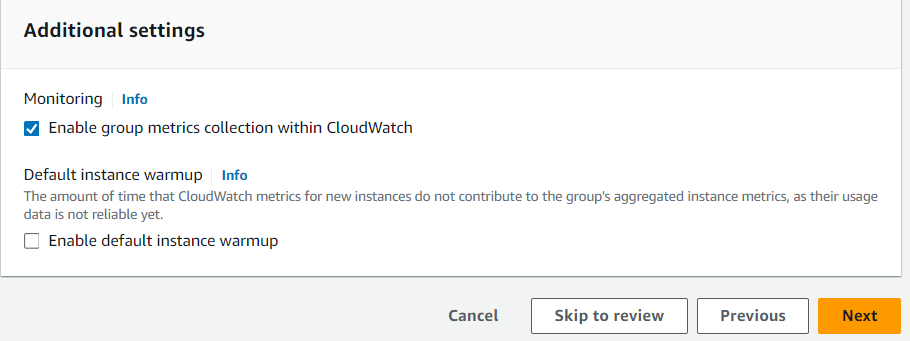 Additional settings
Monitoring Info
Enable group metrics collection within CloudWatch
Default instance warmup Info
The amount of time that CloudWatch metrics for new instances do not contribute to the group's aggregated instance metrics, as their usage
data is not reliable yet.
Enable default instance warmup
Cancel Skip to review Previous Next